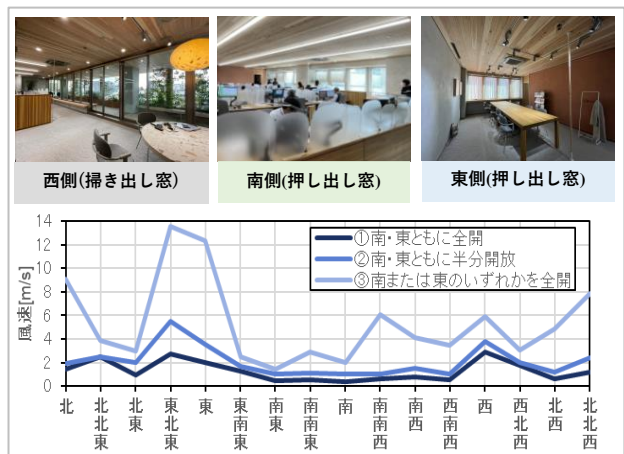 西側(掃き出し窓)
南側(押し出し窓)
東側(押し出し窓)
風速[m/s]
14
12
10
8
6
4
2
0
①南・東ともに全開
②南・東ともに半分開放
③南または東のいずれかを全開
北
北北東
北東
東北東
東
東南東
南東
南南東
南
南南西
南西
西南西
西
西北西
北西
北北西